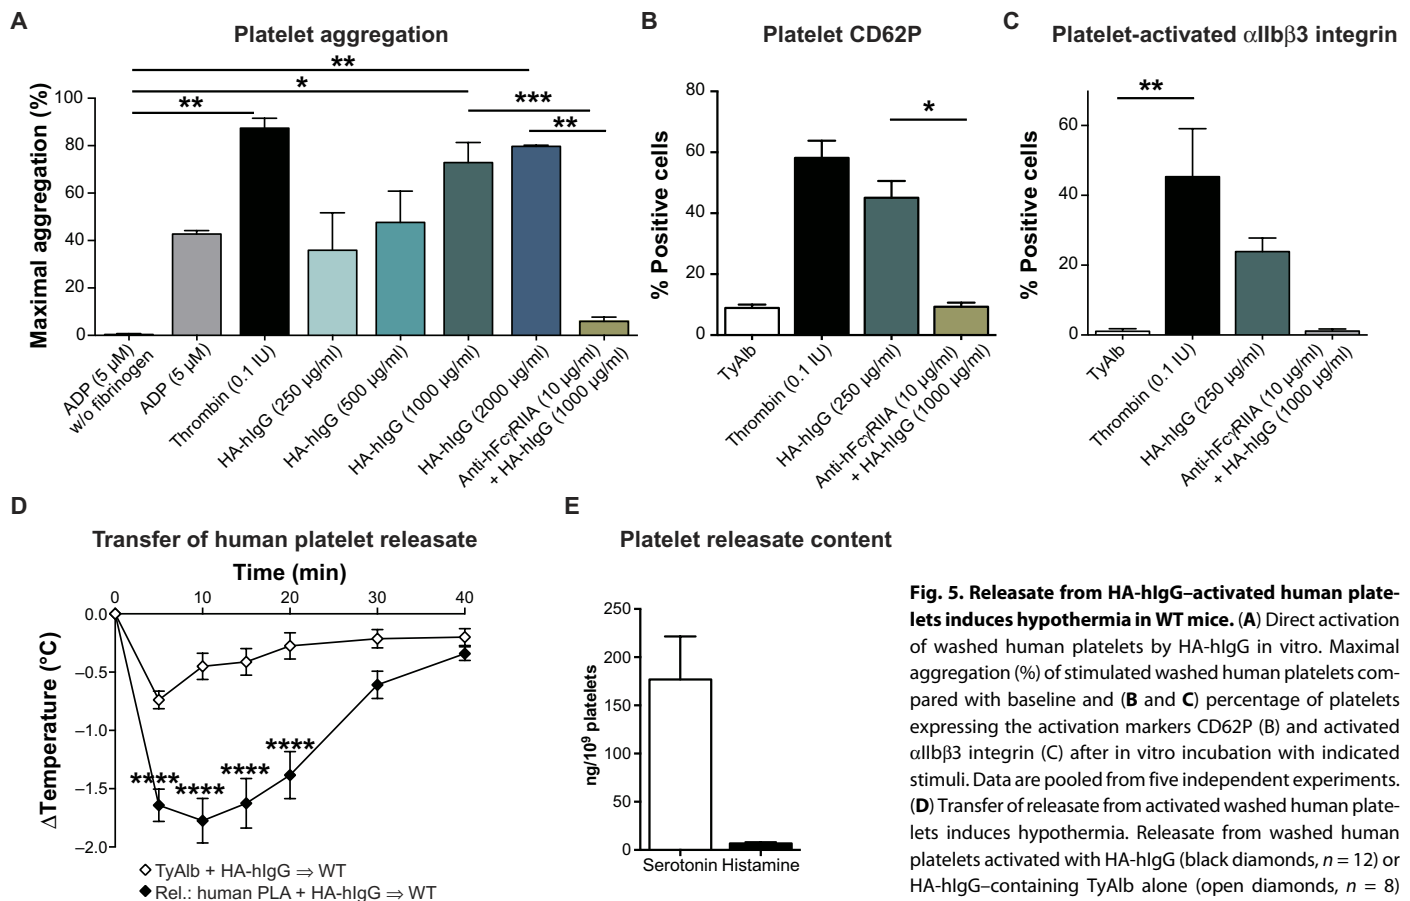 A
Platelet aggregation
**
*
**
***
**
Maximal aggregation (%)
100
80
60
40
20
0
ADP (5 µM)
w/o fibrinogen
ADP (5 µM)
Thrombin (0.1 IU)
HA-hIgG (250 µg/ml)
HA-hIgG (500 µg/ml)
HA-hIgG (1000 µg/ml)
HA-hIgG (2000 µg/ml)
Anti-hFcγRIIA (10 µg/ml)
+ HA-hIgG (1000 µg/ml)
B
Platelet CD62P
*
% Positive cells
80
60
40
20
0
TyAlb
Thrombin (0.1 IU)
HA-hIgG (250 µg/ml)
Anti-hFcγRIIA (10 µg/ml)
+ HA-hIgG (1000 µg/ml)
C
Platelet-activated αIIbβ3 integrin
**
% Positive cells
60
40
20
0
TyAlb
Thrombin (0.1 IU)
HA-hIgG (250 µg/ml)
Anti-hFcγRIIA (10 µg/ml)
+ HA-hIgG (1000 µg/ml)
D
Transfer of human platelet releasate
Time (min)
0 10 20 30 40
ΔTemperature (°C)
0.0
–0.5
–1.0
–1.5
–2.0
****
****
****
****
TyAlb + HA-hIgG ⇒ WT
Rel.: human PLA + HA-hIgG ⇒ WT
E
Platelet releasate content
ng/10⁹ platelets
250
200
150
100
50
0
Serotonin Histamine
Fig. 5. Releasate from HA-hIgG–activated human plate-
lets induces hypothermia in WT mice. (A) Direct activation
of washed human platelets by HA-hIgG in vitro. Maximal
aggregation (%) of stimulated washed human platelets com-
pared with baseline and (B and C) percentage of platelets
expressing the activation markers CD62P (B) and activated
αIIbβ3 integrin (C) after in vitro incubation with indicated
stimuli. Data are pooled from five independent experiments.
(D) Transfer of releasate from activated washed human plate-
lets induces hypothermia. Releasate from washed human
platelets activated with HA-hIgG (black diamonds, n = 12) or
HA-hIgG–containing TyAlb alone (open diamonds, n = 8)